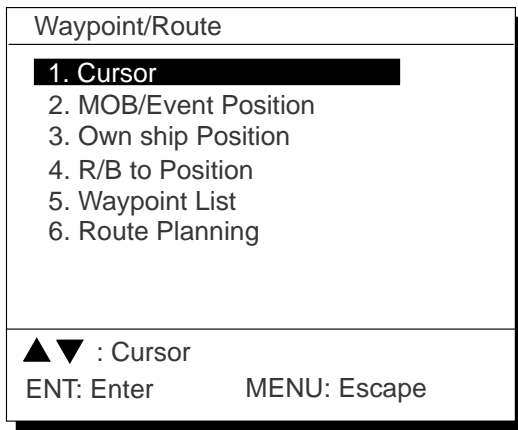 Waypoint/Route
1. Cursor
2. MOB/Event Position
3. Own ship Position
4. R/B to Position
5. Waypoint List
6. Route Planning
▲▼ : Cursor
ENT: Enter MENU: Escape